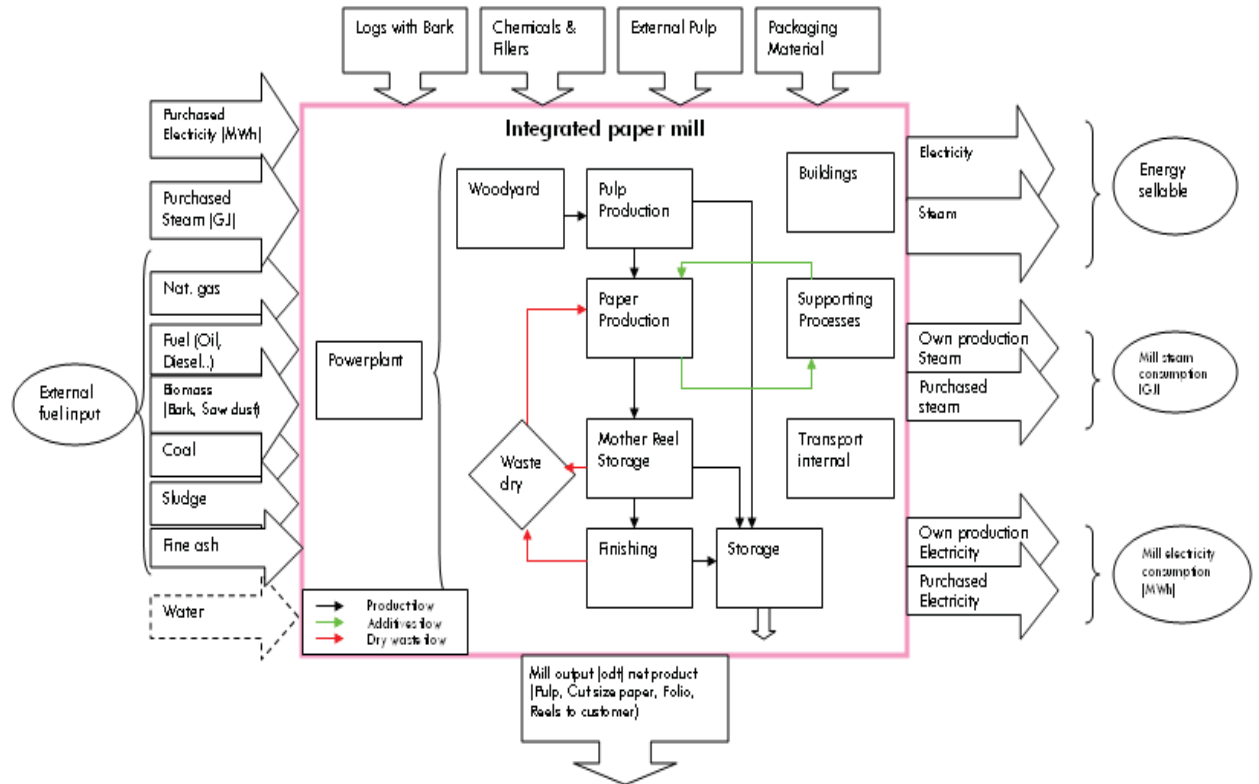 Logs with Bark
Chemicals &
Fillers
External Pulp
Packaging
Material
Purchased
Electricity |MWh|
Purchased
Steam |GJ|
Nat. gas
Fuel (Oil,
Diesel..)
Biomass
|Bark, Saw dust)
Coal
Sludge
Fine ash
Water
External
fuel input
Integrated paper mill
Powerplant
Woodyard
Pulp
Production
Buildings
Paper
Production
Supporting
Processes
Waste
dry
Mother Reel
Storage
Transport
internal
Finishing
Storage
Product flow
Additives flow
Dry waste flow
Electricity
Steam
Energy
sellable
Own production
Steam
Purchased
steam
Mill steam
consumption
|GJ|
Own production
Electricity
Purchased
Electricity
Mill electricity
consumption
|MWh|
Mill output |odt| net product
|Pulp, Cut size paper, Folio,
Reels to customer)